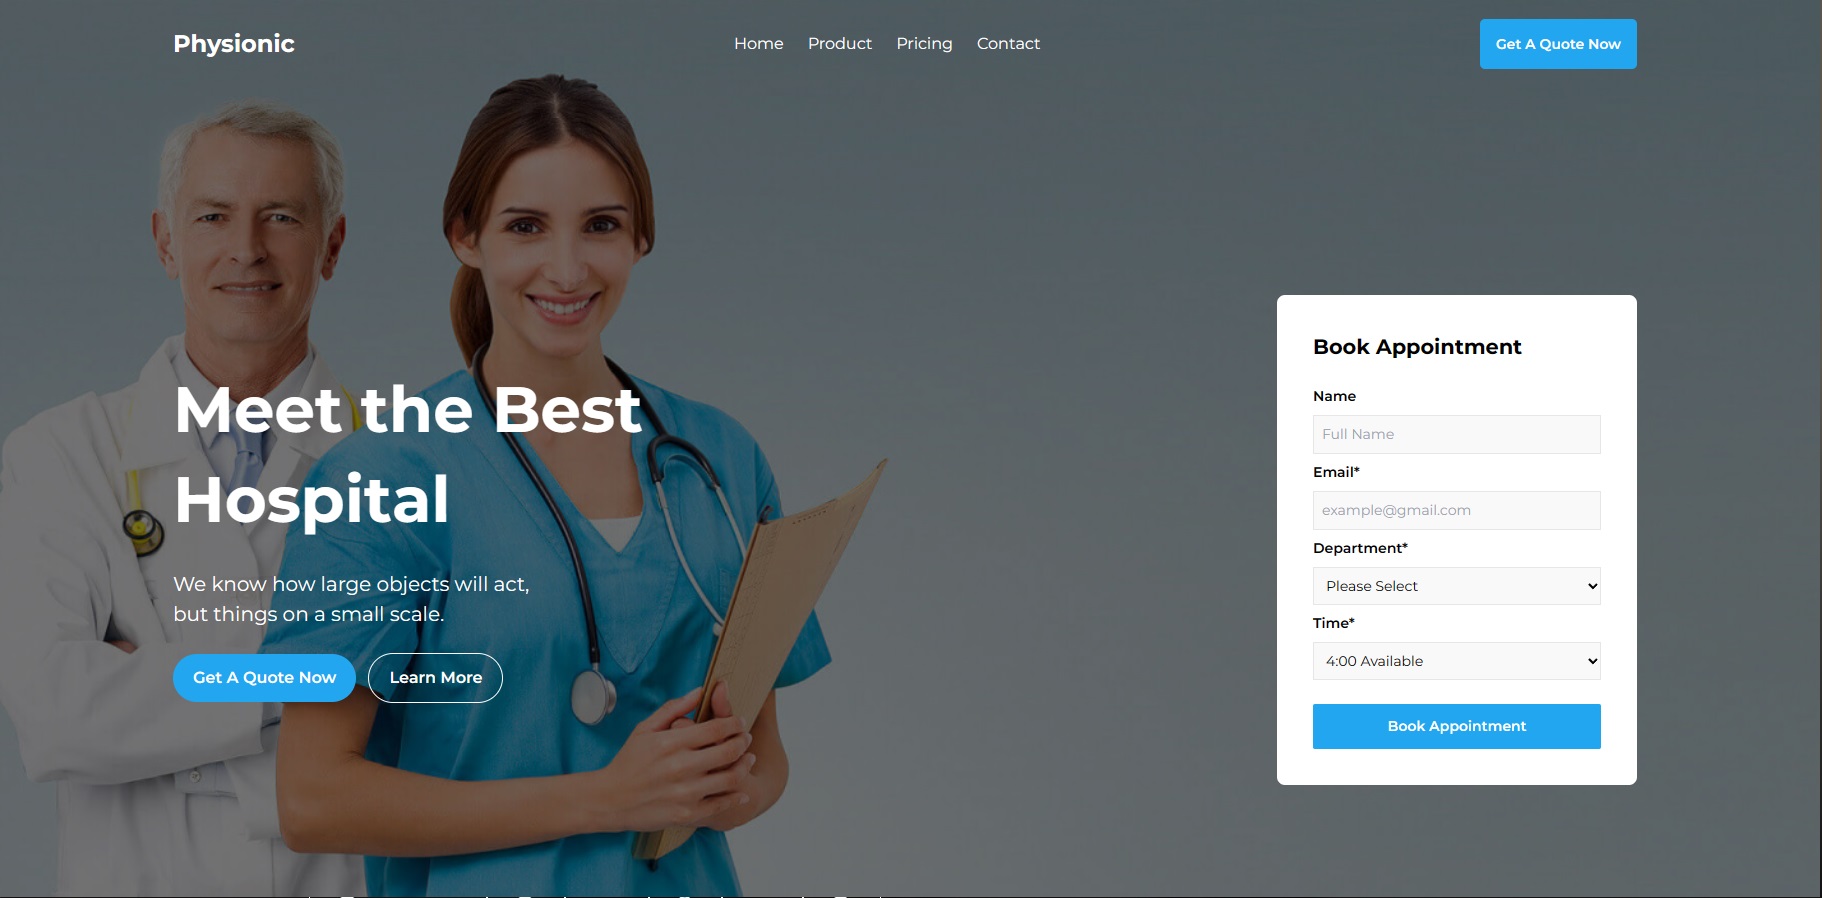 Physionic
Home Product Pricing Contact
Get A Quote Now
Meet the Best
Hospital
We know how large objects will act,
but things on a small scale.
Get A Quote Now
Learn More
Book Appointment
Name
Full Name
Email*
example@gmail.com
Department*
Please Select
Time*
4:00 Available
Book Appointment